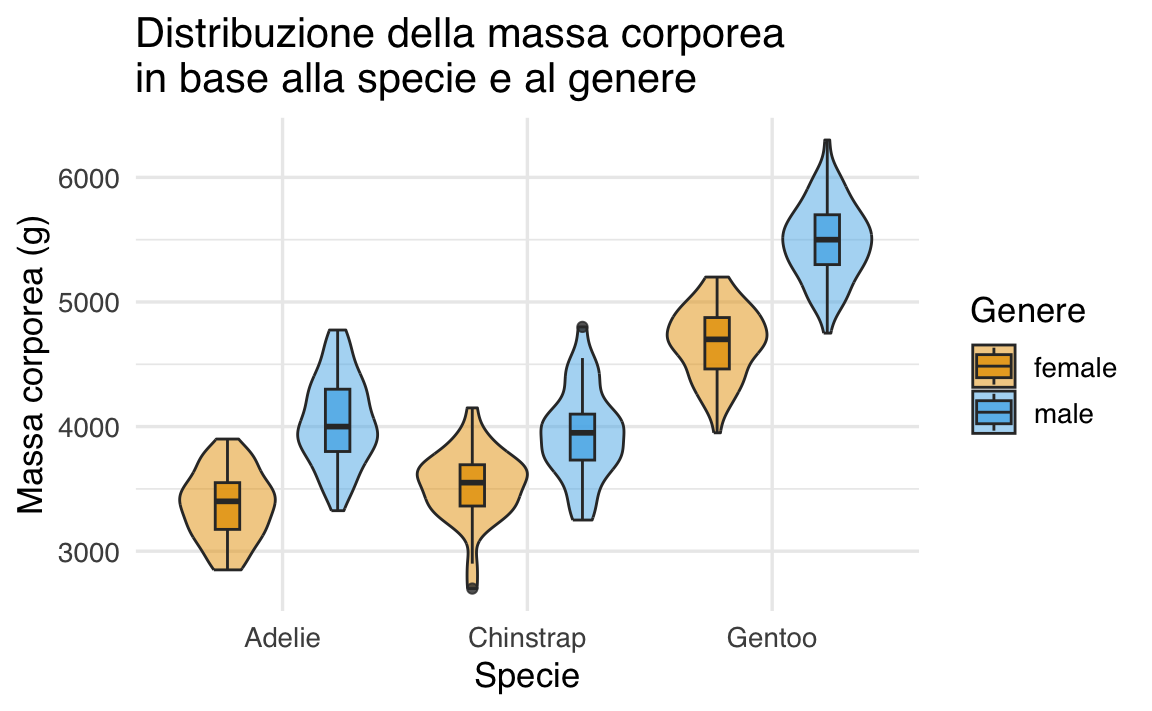 Distribuzione della massa corporea
in base alla specie e al genere
Massa corporea (g)
6000
5000
4000
3000
Adelie Chinstrap Gentoo
Specie
Genere
female
male